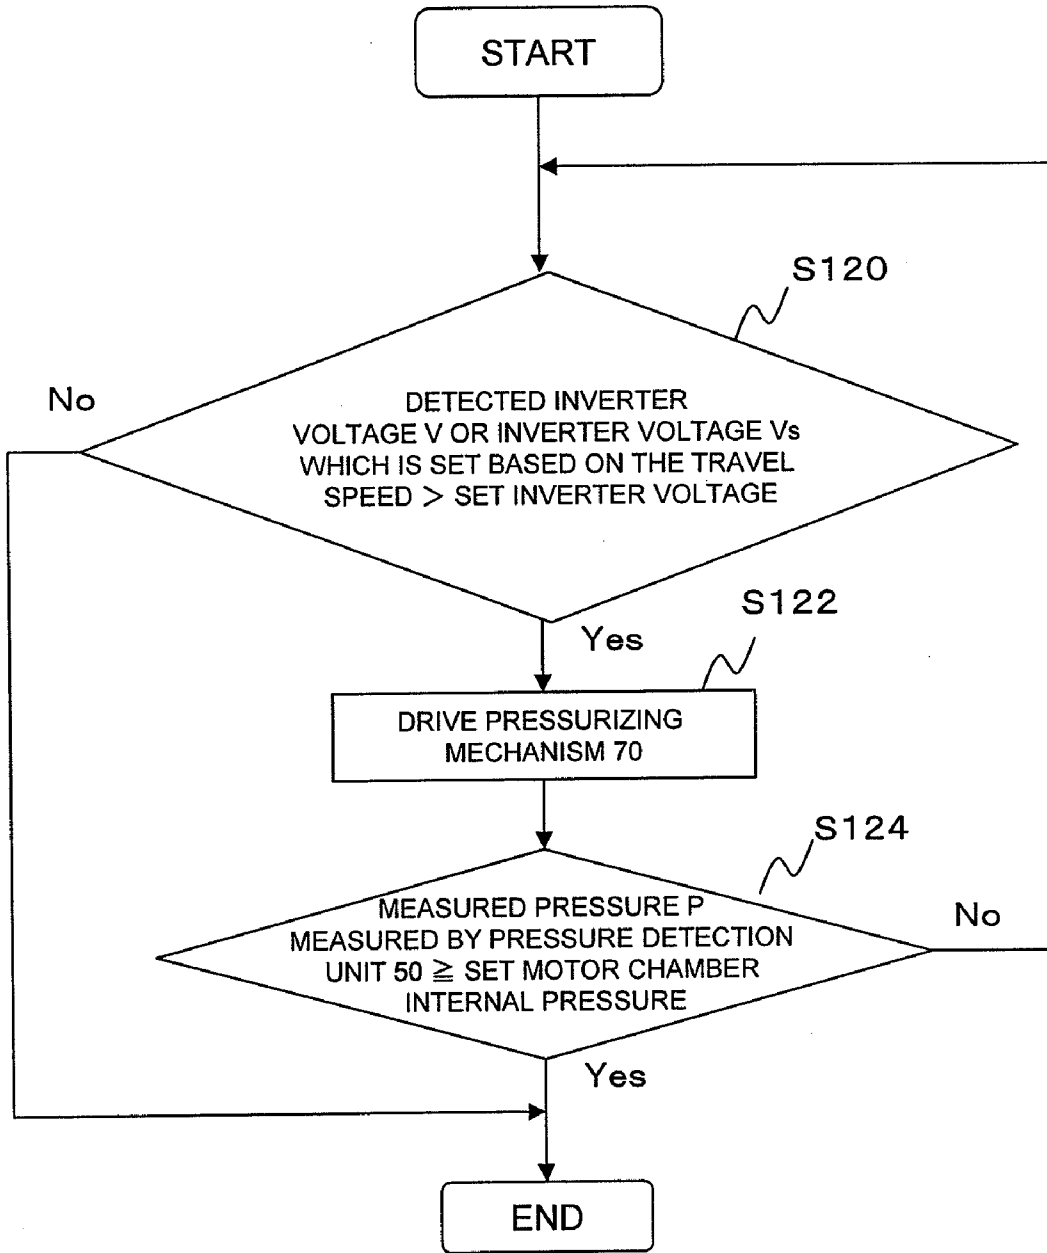 START
S120
No
DETECTED INVERTER
VOLTAGE V OR INVERTER VOLTAGE Vs
WHICH IS SET BASED ON THE TRAVEL
SPEED > SET INVERTER VOLTAGE
S122
Yes
DRIVE PRESSURIZING
MECHANISM 70
S124
MEASURED PRESSURE P
No
MEASURED BY PRESSURE DETECTION
UNIT 50 ≧ SET MOTOR CHAMBER
INTERNAL PRESSURE
Yes
END